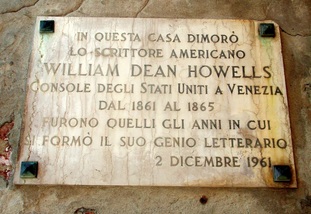 IN QUESTA CASA DIMORÒ
LO SCRITTORE AMERICANO
WILLIAM DEAN HOWELLS
CONSOLE DEGLI STATI UNITI A VENEZIA
DAL 1861 AL 1865
FURONO QUELLI GLI ANNI IN CUI
SI FORMÒ IL SUO GENIO LETTERARIO
2 DICEMBRE 1961